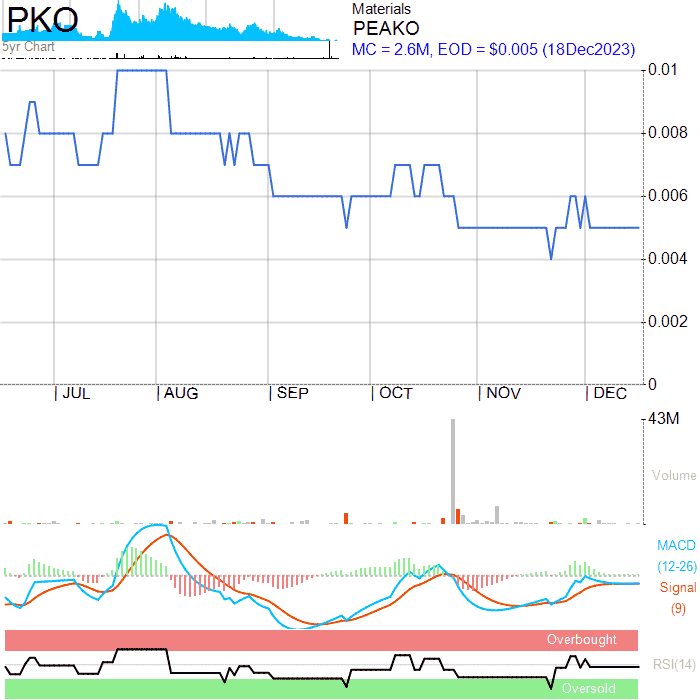 PKO
5yr Chart
Materials
PEAKO
MC = 2.6M, EOD = $0.005 (18Dec2023)
0.01
0.008
0.006
0.004
0.002
0
JUL AUG SEP OCT NOV DEC
43M
Volume
MACD
(12-26)
Signal
(9)
Overbought
RSI(14)
Oversold